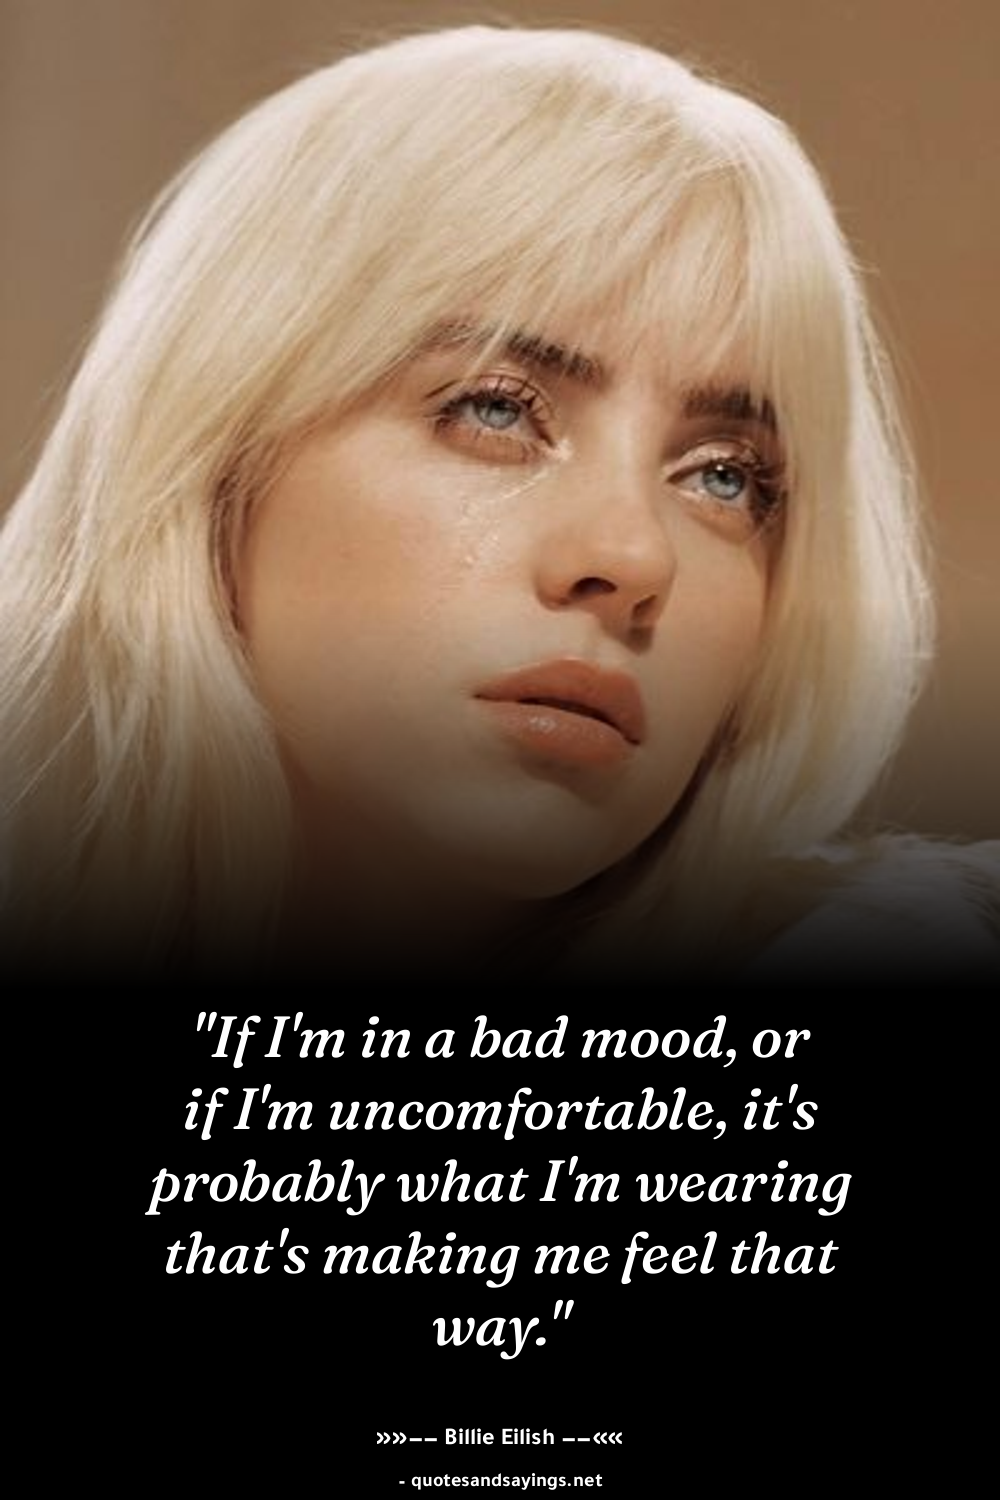 "If I'm in a bad mood, or
if I'm uncomfortable, it's
probably what I'm wearing
that's making me feel that
way."
»»−− Billie Eilish −−««
- quotesandsayings.net